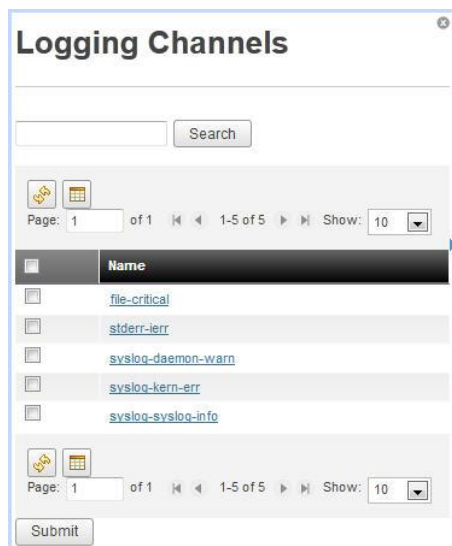 Logging Channels
Search
Page: 1 of 1 1-5 of 5 Show: 10
Name
file-critical
stderr-ierr
syslog-daemon-warn
syslog-kern-err
syslog-syslog-info
Page: 1 of 1 1-5 of 5 Show: 10
Submit